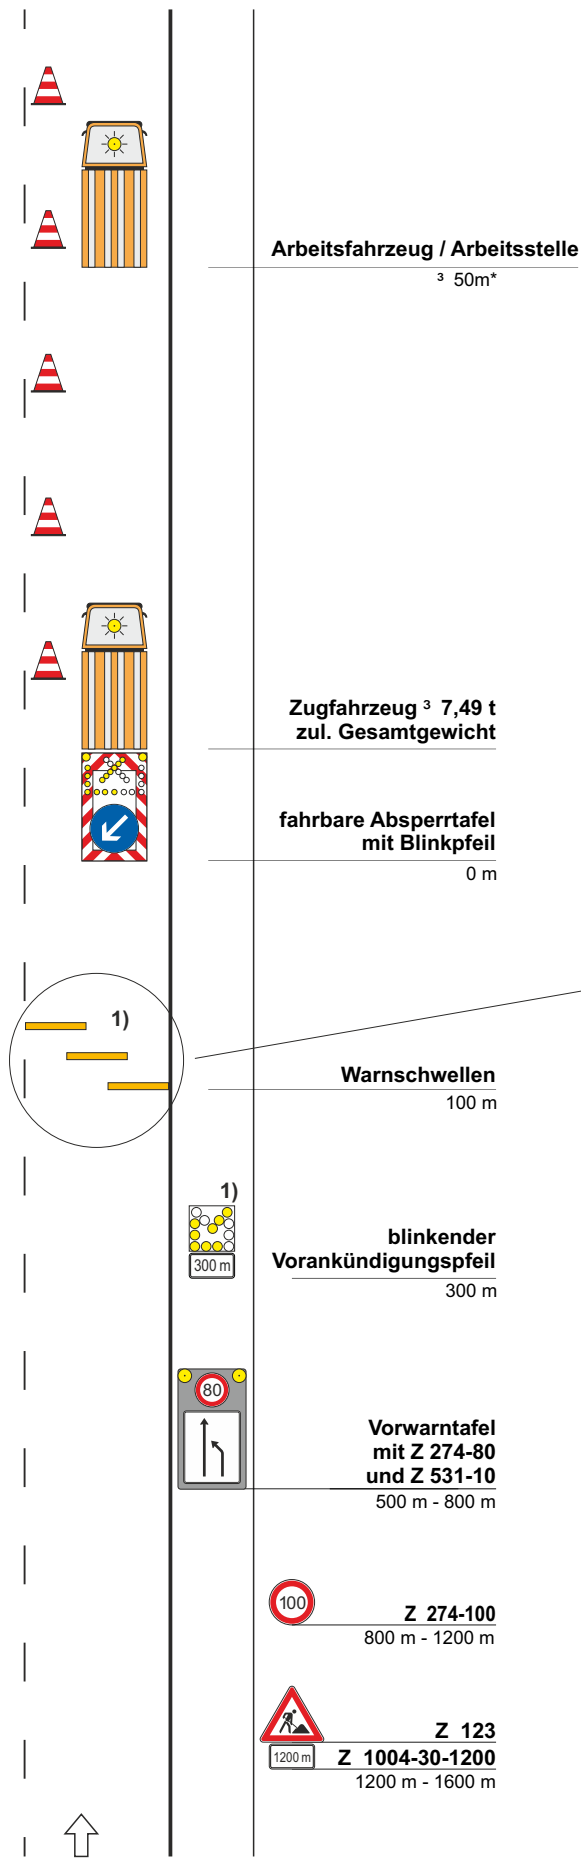 Arbeitsfahrzeug / Arbeitsstelle
³ 50m*
Zugfahrzeug ³ 7,49 t
zul. Gesamtgewicht
fahrbare Absperrtafel
mit Blinkpfeil
0 m
1)
Warnschwellen
100 m
1)
300 m
blinkender
Vorankündigungspfeil
300 m
80
Vorwarntafel
mit Z 274-80
und Z 531-10
500 m - 800 m
100
Z 274-100
800 m - 1200 m
Z 123
1200 m
Z 1004-30-1200
1200 m - 1600 m